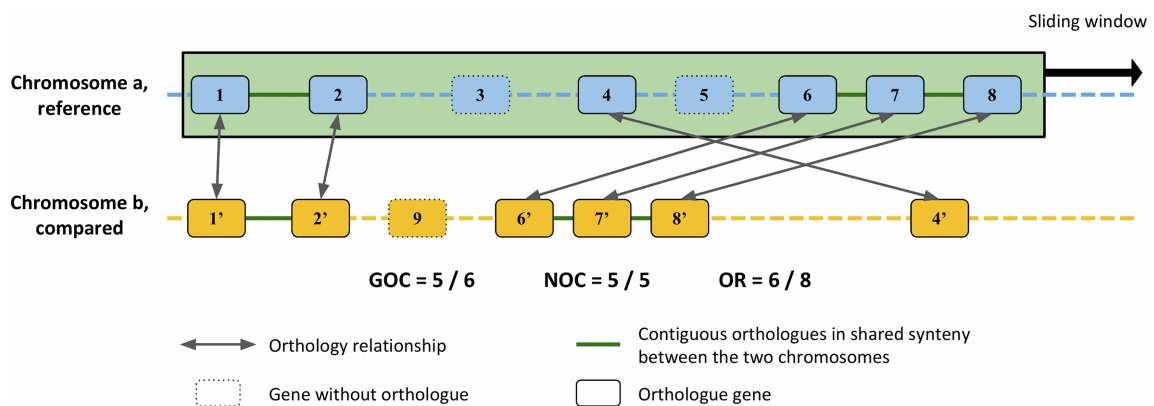 Sliding window
Chromosome a,
reference
1 2 3 4 5 6 7 8
Chromosome b,
compared
1’ 2’ 9 6’ 7’ 8’ 4’
GOC = 5 / 6 NOC = 5 / 5 OR = 6 / 8
Orthology relationship
Contiguous orthologues in shared synteny
between the two chromosomes
Gene without orthologue
Orthologue gene